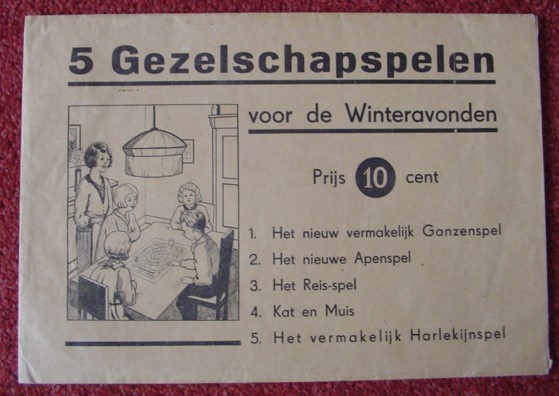 5 Gezelschapspelen
voor de Winteravonden
Prijs 10 cent
1. Het nieuw vermakelijk Ganzenspel
2. Het nieuwe Apenspel
3. Het Reis-spel
4. Kat en Muis
5. Het vermakelijk Harlekijnspel